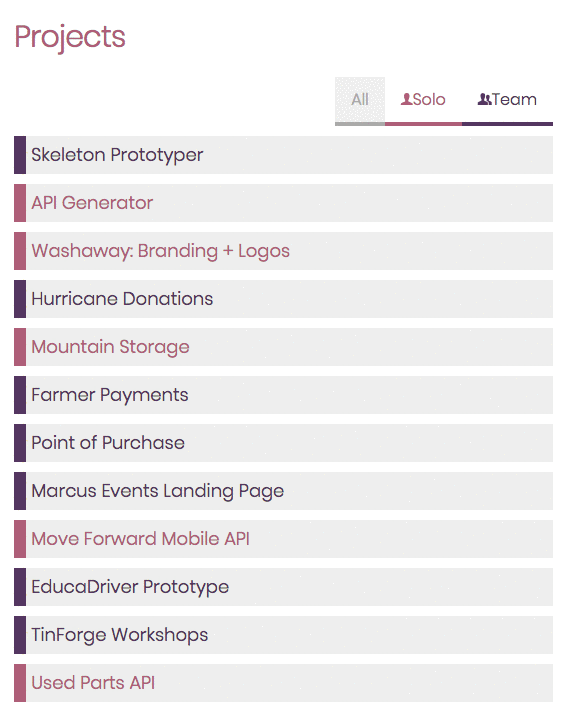 Projects
All Solo Team
Skeleton Prototyper
API Generator
Washaway: Branding + Logos
Hurricane Donations
Mountain Storage
Farmer Payments
Point of Purchase
Marcus Events Landing Page
Move Forward Mobile API
EducaDriver Prototype
TinForge Workshops
Used Parts API